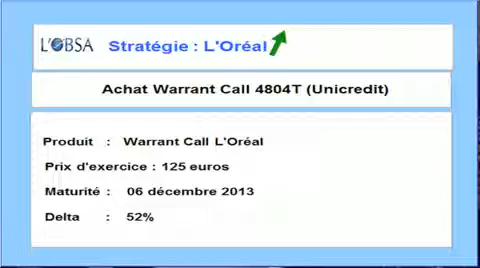 L'OBSA
Stratégie : L'Oréal
Achat Warrant Call 4804T (Unicredit)
Produit : Warrant Call L'Oréal
Prix d'exercice : 125 euros
Maturité : 06 décembre 2013
Delta : 52%